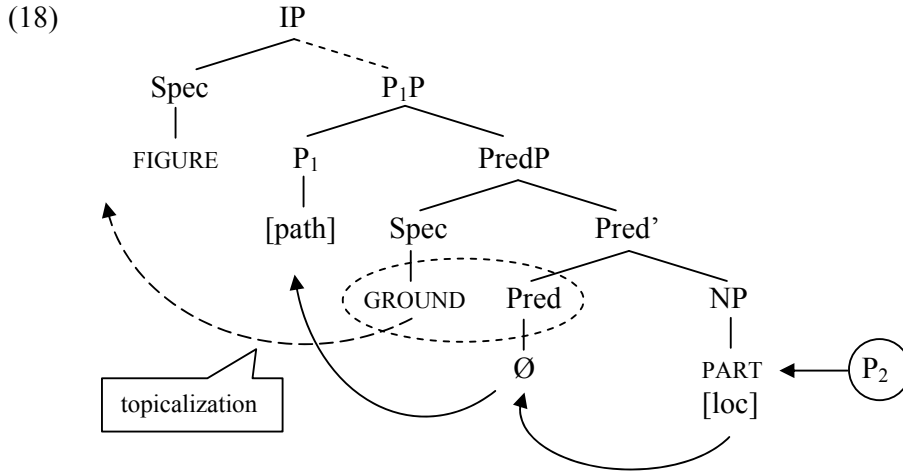 (18)
IP
Spec P₁P
FIGURE P₁ PredP
[path] Spec Pred’
GROUND Pred NP
Ø PART P₂
topicalization [loc]